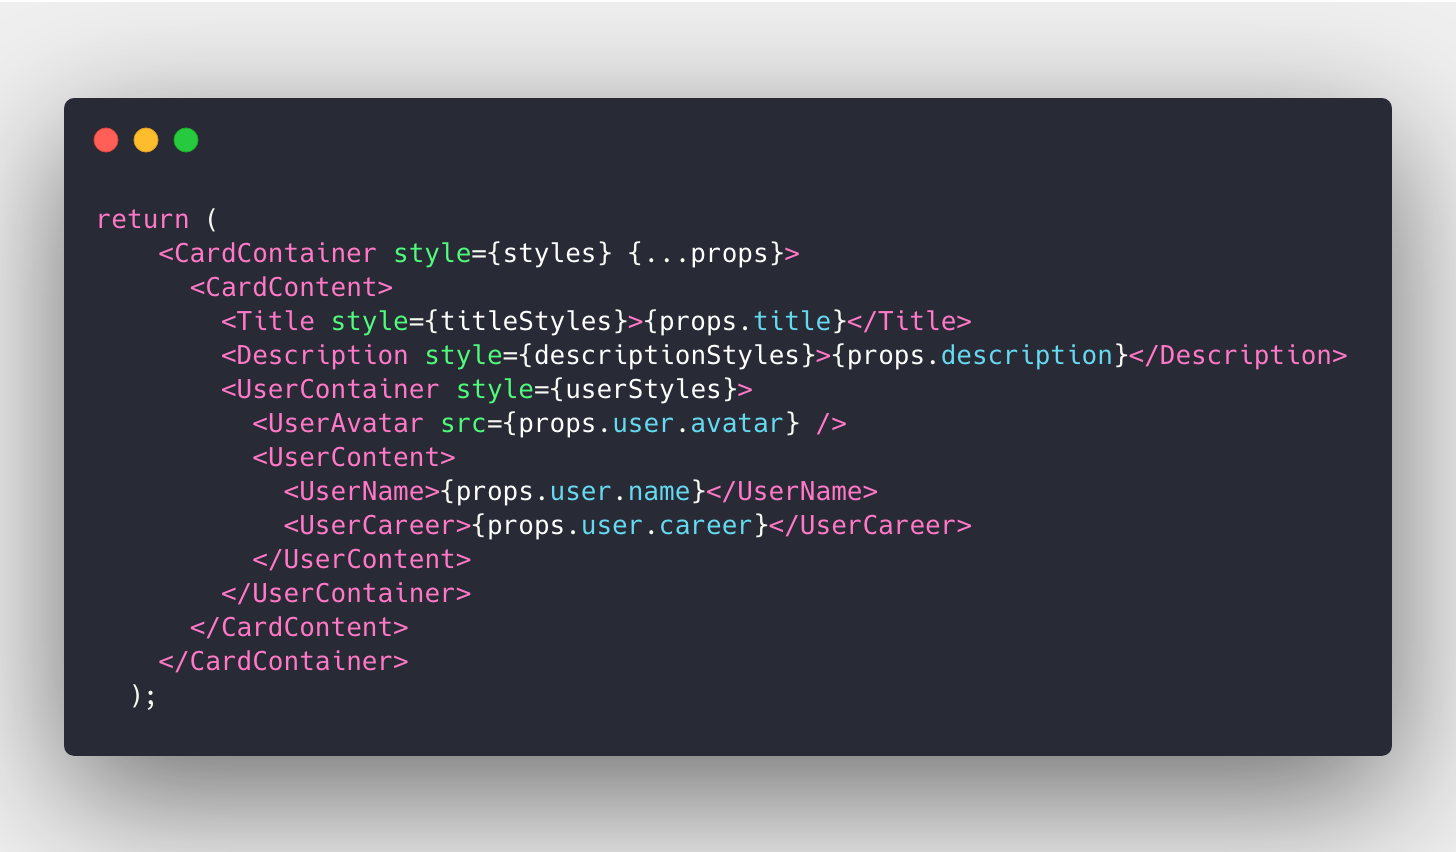 return (
    <CardContainer style={styles} {...props}>
      <CardContent>
        <Title style={titleStyles}>{props.title}</Title>
        <Description style={descriptionStyles}>{props.description}</Description>
        <UserContainer style={userStyles}>
          <UserAvatar src={props.user.avatar} />
          <UserContent>
            <UserName>{props.user.name}</UserName>
            <UserCareer>{props.user.career}</UserCareer>
          </UserContent>
        </UserContainer>
      </CardContent>
    </CardContainer>
  );